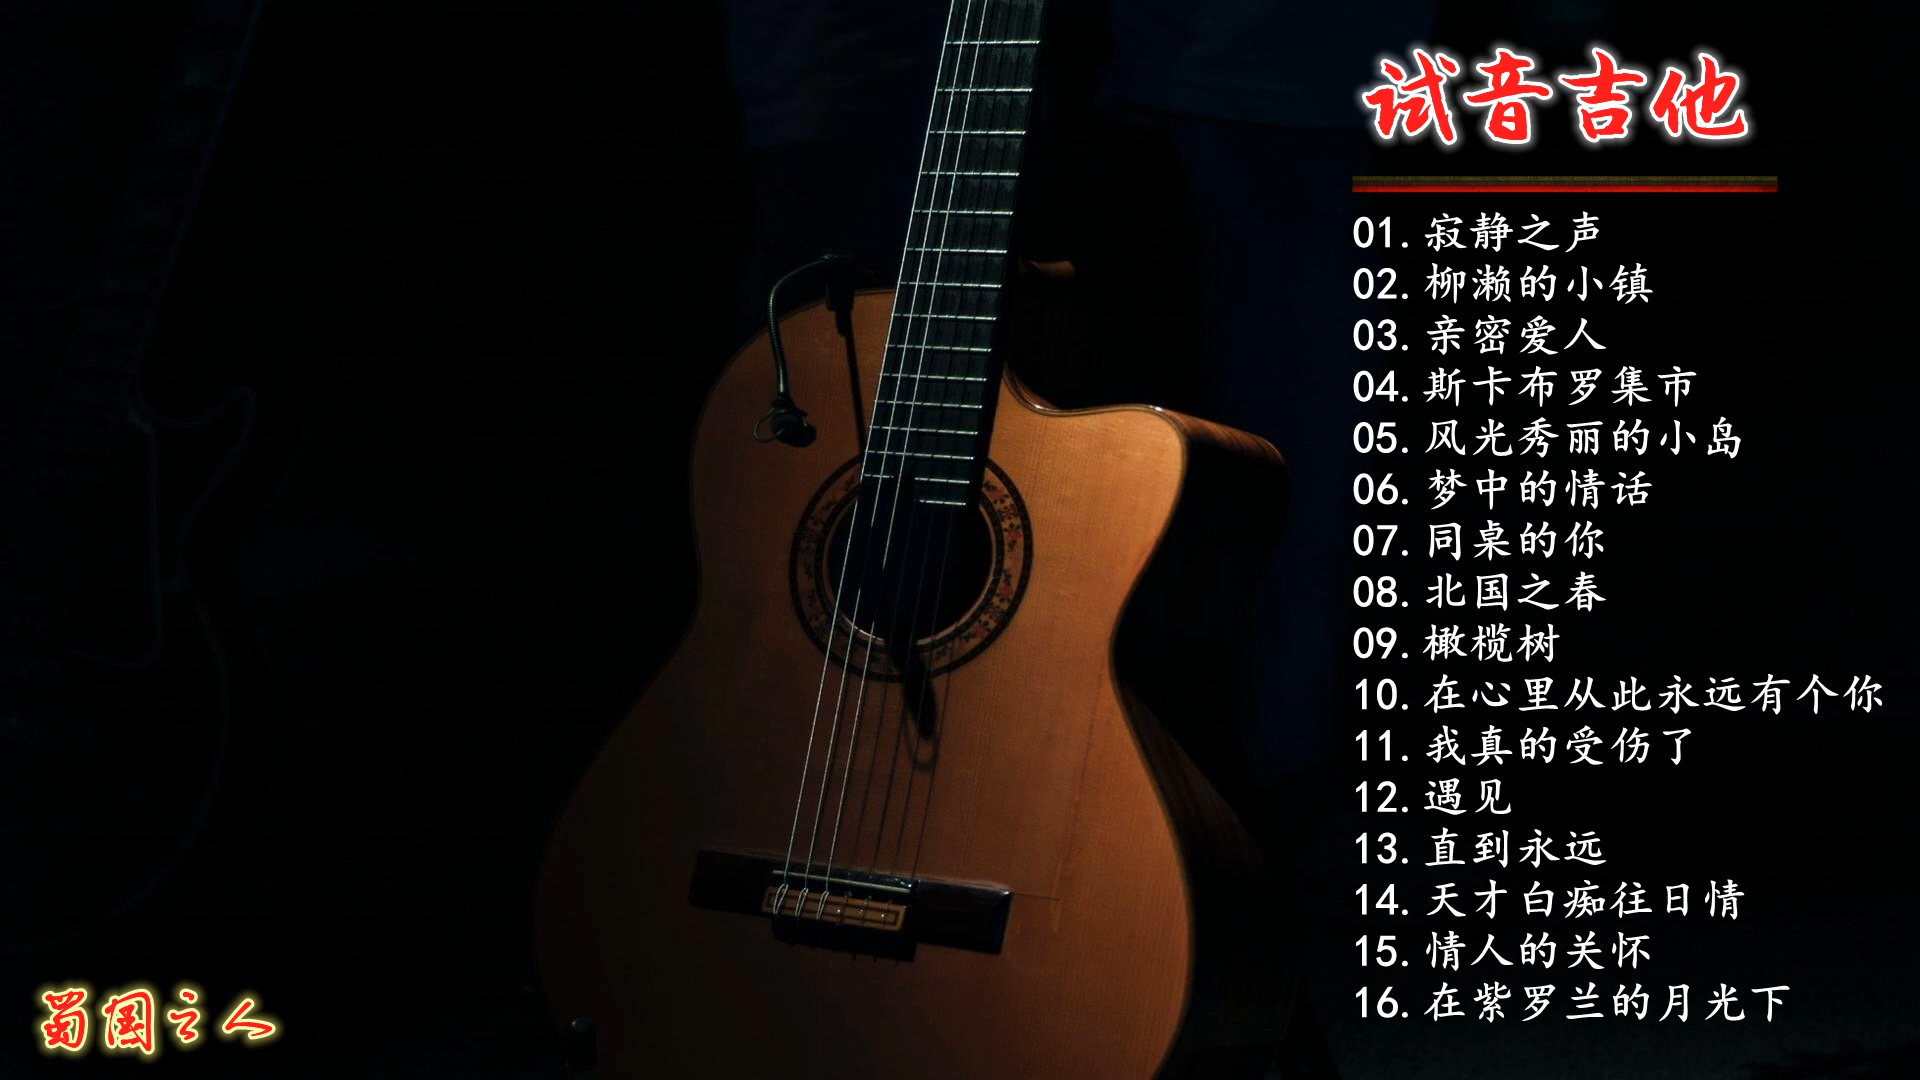 试音吉他
01.寂静之声
02.柳濑的小镇
03.亲密爱人
04.斯卡布罗集市
05.风光秀丽的小岛
06.梦中的情话
07.同桌的你
08.北国之春
09.橄榄树
10.在心里从此永远有个你
11.我真的受伤了
12.遇见
13.直到永远
14.天才白痴往日情
15.情人的关怀
16.在紫罗兰的月光下
蜀国之人